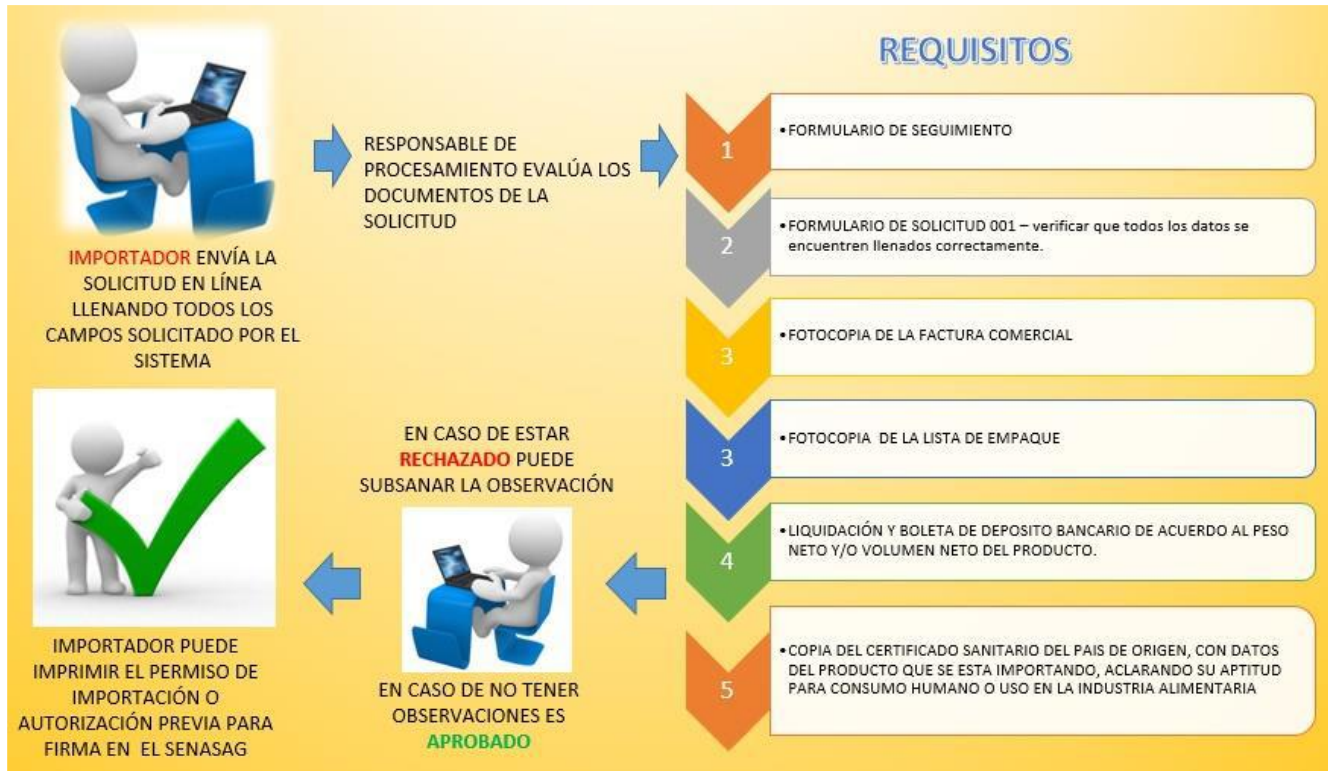 IMPORTADOR ENVÍA LA
SOLICITUD EN LÍNEA
LLENANDO TODOS LOS
CAMPOS SOLICITADO POR EL
SISTEMA
RESPONSABLE DE
PROCESAMIENTO EVALÚA LOS
DOCUMENTOS DE LA
SOLICITUD
REQUISITOS
1
•FORMULARIO DE SEGUIMIENTO
2
•FORMULARIO DE SOLICITUD 001 – verificar que todos los datos se
encuentren llenados correctamente.
3
•FOTOCOPIA DE LA FACTURA COMERCIAL
3
•FOTOCOPIA DE LA LISTA DE EMPAQUE
4
•LIQUIDACIÓN Y BOLETA DE DEPOSITO BANCARIO DE ACUERDO AL PESO
NETO Y/O VOLUMEN NETO DEL PRODUCTO.
5
•COPIA DEL CERTIFICADO SANITARIO DEL PAIS DE ORIGEN, CON DATOS
DEL PRODUCTO QUE SE ESTA IMPORTANDO, ACLARANDO SU APTITUD
PARA CONSUMO HUMANO O USO EN LA INDUSTRIA ALIMENTARIA
EN CASO DE ESTAR
RECHAZADO PUEDE
SUBSANAR LA OBSERVACIÓN
EN CASO DE NO TENER
OBSERVACIONES ES
APROBADO
IMPORTADOR PUEDE
IMPRIMIR EL PERMISO DE
IMPORTACIÓN O
AUTORIZACIÓN PREVIA PARA
FIRMA EN EL SENASAG